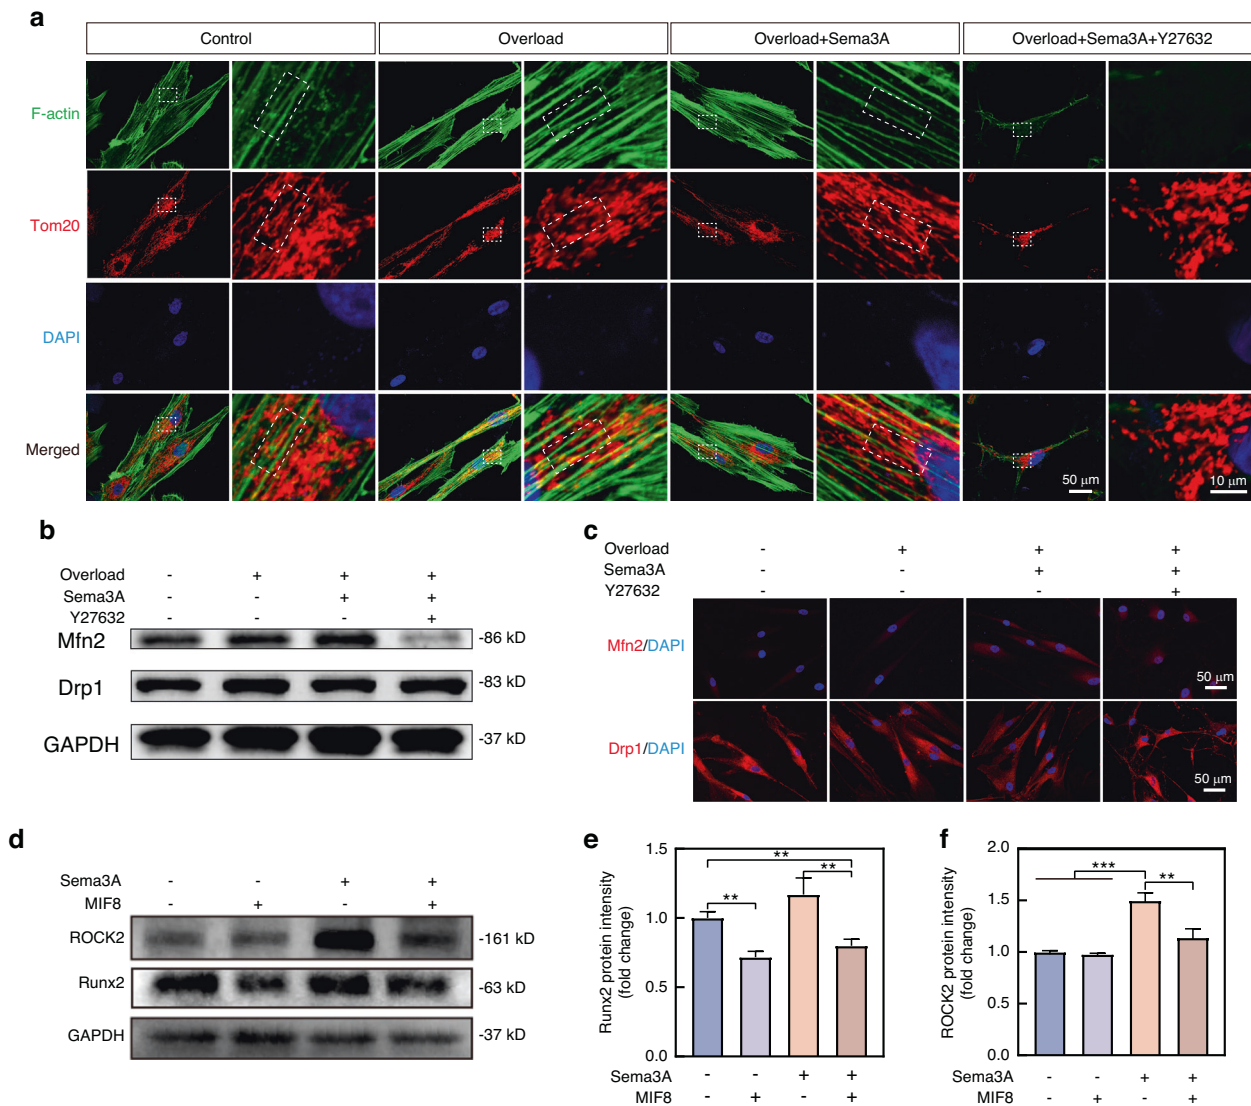 a
Control Overload Overload+Sema3A Overload+Sema3A+Y27632
F-actin
Tom20
DAPI
Merged
50 μm 10 μm
b
Overload - + + +
Sema3A - - + +
Y27632 - - - +
Mfn2 -86 kD
Drp1 -83 kD
GAPDH -37 kD
c
Overload - + + +
Sema3A - - + +
Y27632 - - - +
Mfn2/DAPI
50 μm
Drp1/DAPI
50 μm
d
Sema3A - - + +
MIF8 - + - +
ROCK2 -161 kD
Runx2 -63 kD
GAPDH -37 kD
e
Runx2 protein intensity
(fold change)
1.5
1.0
0.5
0.0
**
**
**
Sema3A - - + +
MIF8 - + - +
f
ROCK2 protein intensity
(fold change)
2.0
1.5
1.0
0.5
0.0
***
**
Sema3A - - + +
MIF8 - + - +